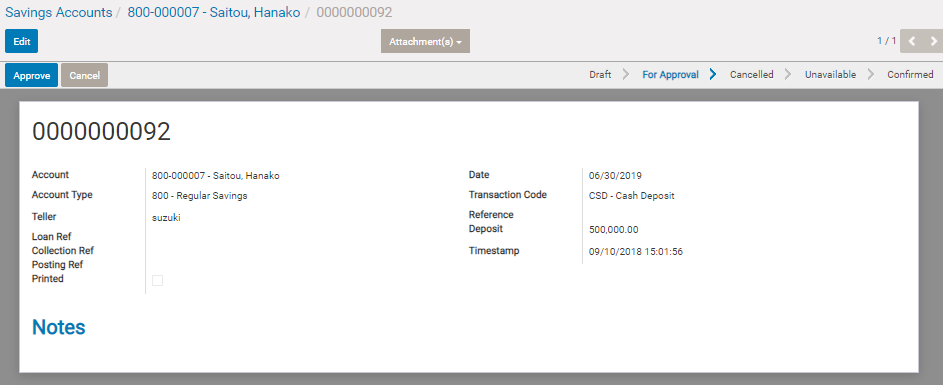 Savings Accounts / 800-000007 - Saitou, Hanako / 0000000092
Edit Attachment(s) 1 / 1
Approve Cancel Draft For Approval Cancelled Unavailable Confirmed
0000000092
Account 800-000007 - Saitou, Hanako Date 06/30/2019
Account Type 800 - Regular Savings Transaction Code CSD - Cash Deposit
Teller suzuki Reference
Deposit 500,000.00
Loan Ref
Collection Ref Timestamp 09/10/2018 15:01:56
Posting Ref
Printed
Notes